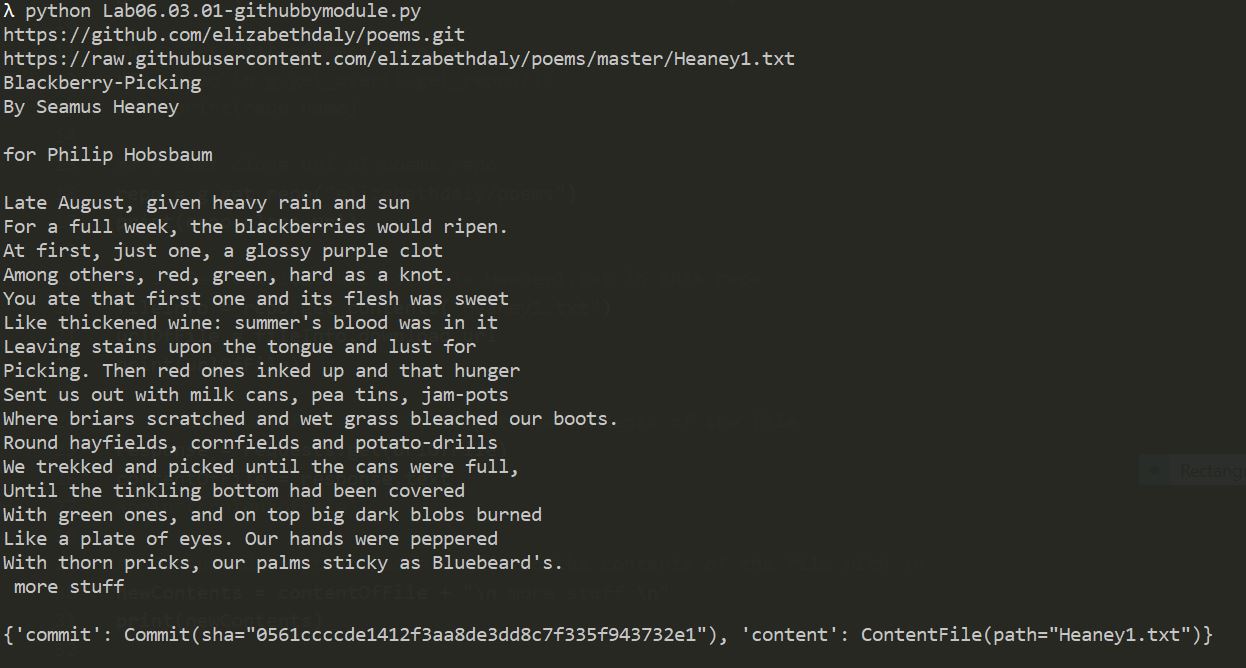 λ python Lab06.03.01-githubbymodule.py
https://github.com/elizabethdaly/poems.git
https://raw.githubusercontent.com/elizabethdaly/poems/master/Heaney1.txt
Blackberry-Picking
By Seamus Heaney
for Philip Hobsbaum
Late August, given heavy rain and sun
For a full week, the blackberries would ripen.
At first, just one, a glossy purple clot
Among others, red, green, hard as a knot.
You ate that first one and its flesh was sweet
Like thickened wine: summer's blood was in it
Leaving stains upon the tongue and lust for
Picking. Then red ones inked up and that hunger
Sent us out with milk cans, pea tins, jam-pots
Where briars scratched and wet grass bleached our boots.
Round hayfields, cornfields and potato-drills
We trekked and picked until the cans were full,
Until the tinkling bottom had been covered
With green ones, and on top big dark blobs burned
Like a plate of eyes. Our hands were peppered
With thorn pricks, our palms sticky as Bluebeard's.
 more stuff
{'commit': Commit(sha="0561ccccde1412f3aa8de3dd8c7f335f943732e1"), 'content': ContentFile(path="Heaney1.txt")}